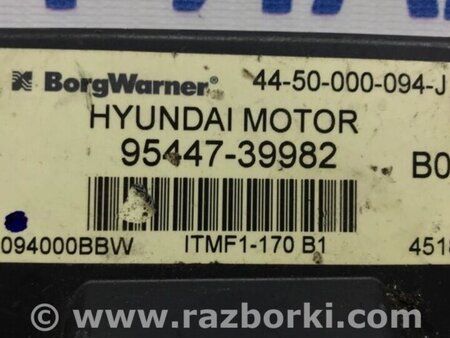 BorgWarner® 44-50-000-094-J
HYUNDAI MOTOR
95447-39982 B0
094000BBW ITMF1-170 B1 4518
© www.razborki.com